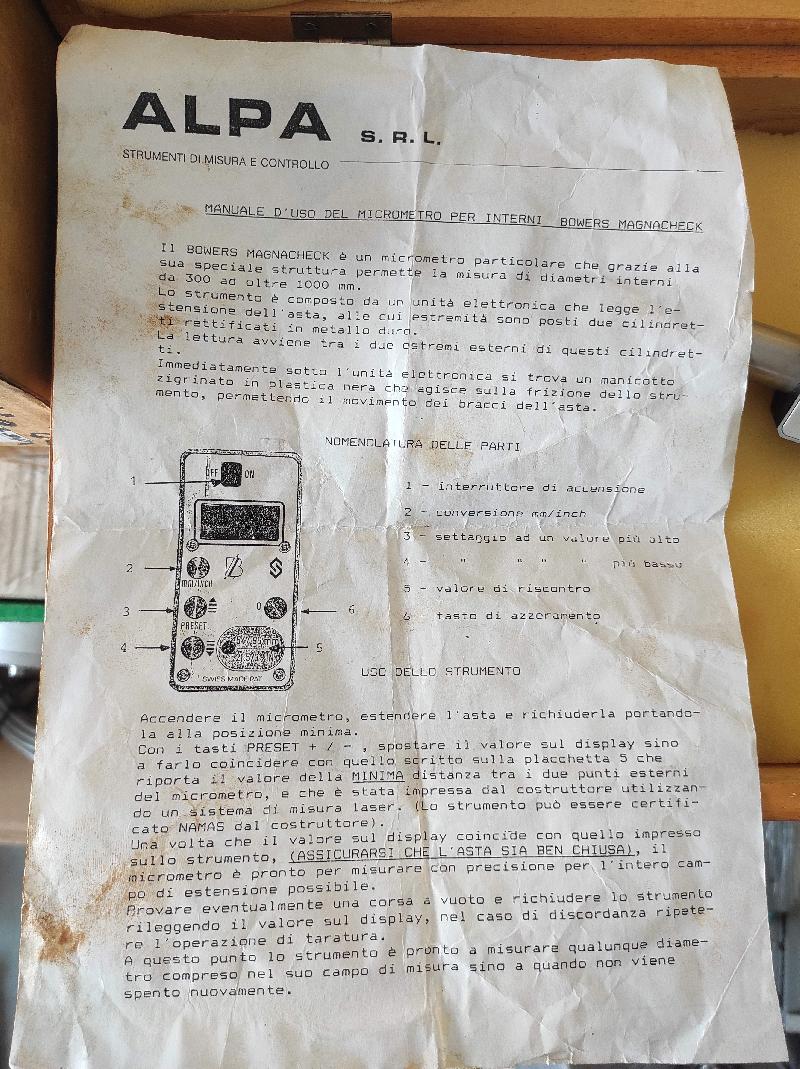 ALPA S.R.L.
STRUMENTI DI MISURA E CONTROLLO
MANUALE D'USO DEL MICROMETRO PER INTERNI BOWERS MAGNACHECK
Il BOWERS MAGNACHECK è un micrometro particolare che grazie alla
sua speciale struttura permette la misura di diametri interni
da 300 ad oltre 1000 mm.
Lo strumento è composto da un unità elettronica che legge l'e-
stensione dell'asta, alle cui estremità sono posti due cilindret-
ti rettificati in metallo duro.
La lettura avviene tra i due estremi esterni di questi cilindret-
ti.
Immediatamente sotto l'unità elettronica si trova un manicotto
zigrinato in plastica nera che agisce sulla frizione dello stru-
mento, permettendo il movimento dei bracci dell'asta.
NOMENCLATURA DELLE PARTI
OFF ON
1
1 - interruttore di accensione
2 - conversione mm/inch
3 - settaggio ad un valore più alto
4 - " " " " più basso
5 - valore di riscontro
6 - tasto di azzeramento
2
MM/INCH
3
0
6
PRESET
4
5
SWISS MADE PAT
USO DELLO STRUMENTO
Accendere il micrometro, estendere l'asta e richiuderla portando-
la alla posizione minima.
Con i tasti PRESET + / - , spostare il valore sul display sino
a farlo coincidere con quello scritto sulla placchetta 5 che
riporta il valore della MINIMA distanza tra i due punti esterni
del micrometro, e che è stata impressa dal costruttore utilizzan-
do un sistema di misura laser. (Lo strumento può essere certifi-
cato NAMAS dal costruttore).
Una volta che il valore sul display coincide con quello impresso
sullo strumento, (ASSICURARSI CHE L'ASTA SIA BEN CHIUSA), il
micrometro è pronto per misurare con precisione per l'intero cam-
po di estensione possibile.
Provare eventualmente una corsa a vuoto e richiudere lo strumento
rileggendo il valore sul display, nel caso di discordanza ripete-
re l'operazione di taratura.
A questo punto lo strumento è pronto a misurare qualunque diame-
tro compreso nel suo campo di misura sino a quando non viene
spento nuovamente.